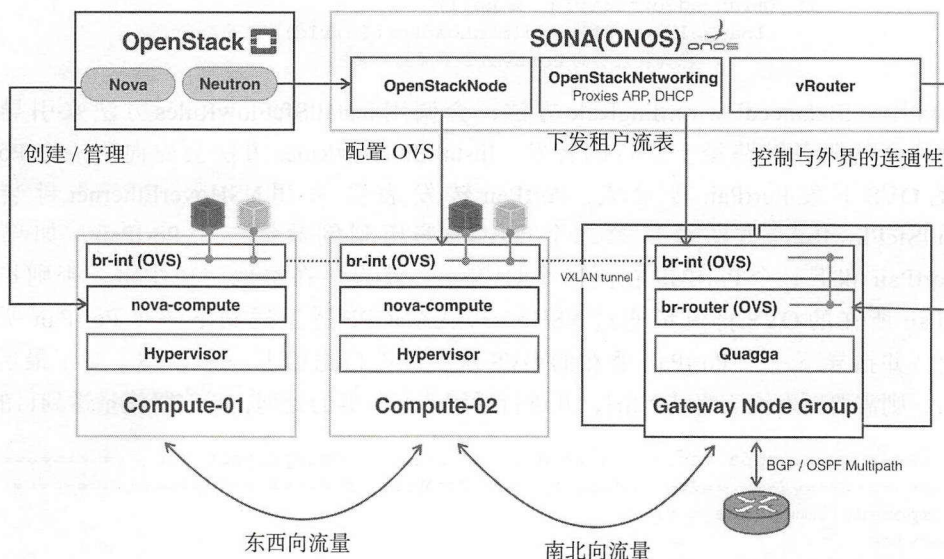 OpenStack
SONA(ONOS)
Nova
Neutron
OpenStackNode
OpenStackNetworking
Proxies ARP, DHCP
vRouter
创建 / 管理
配置 OVS
下发租户流表
控制与外界的连通性
br-int (OVS)
br-int (OVS)
VXLAN tunnel
br-int (OVS)
nova-compute
nova-compute
br-router (OVS)
Hypervisor
Hypervisor
Quagga
Compute-01
Compute-02
Gateway Node Group
BGP / OSPF Multipath
东西向流量
南北向流量